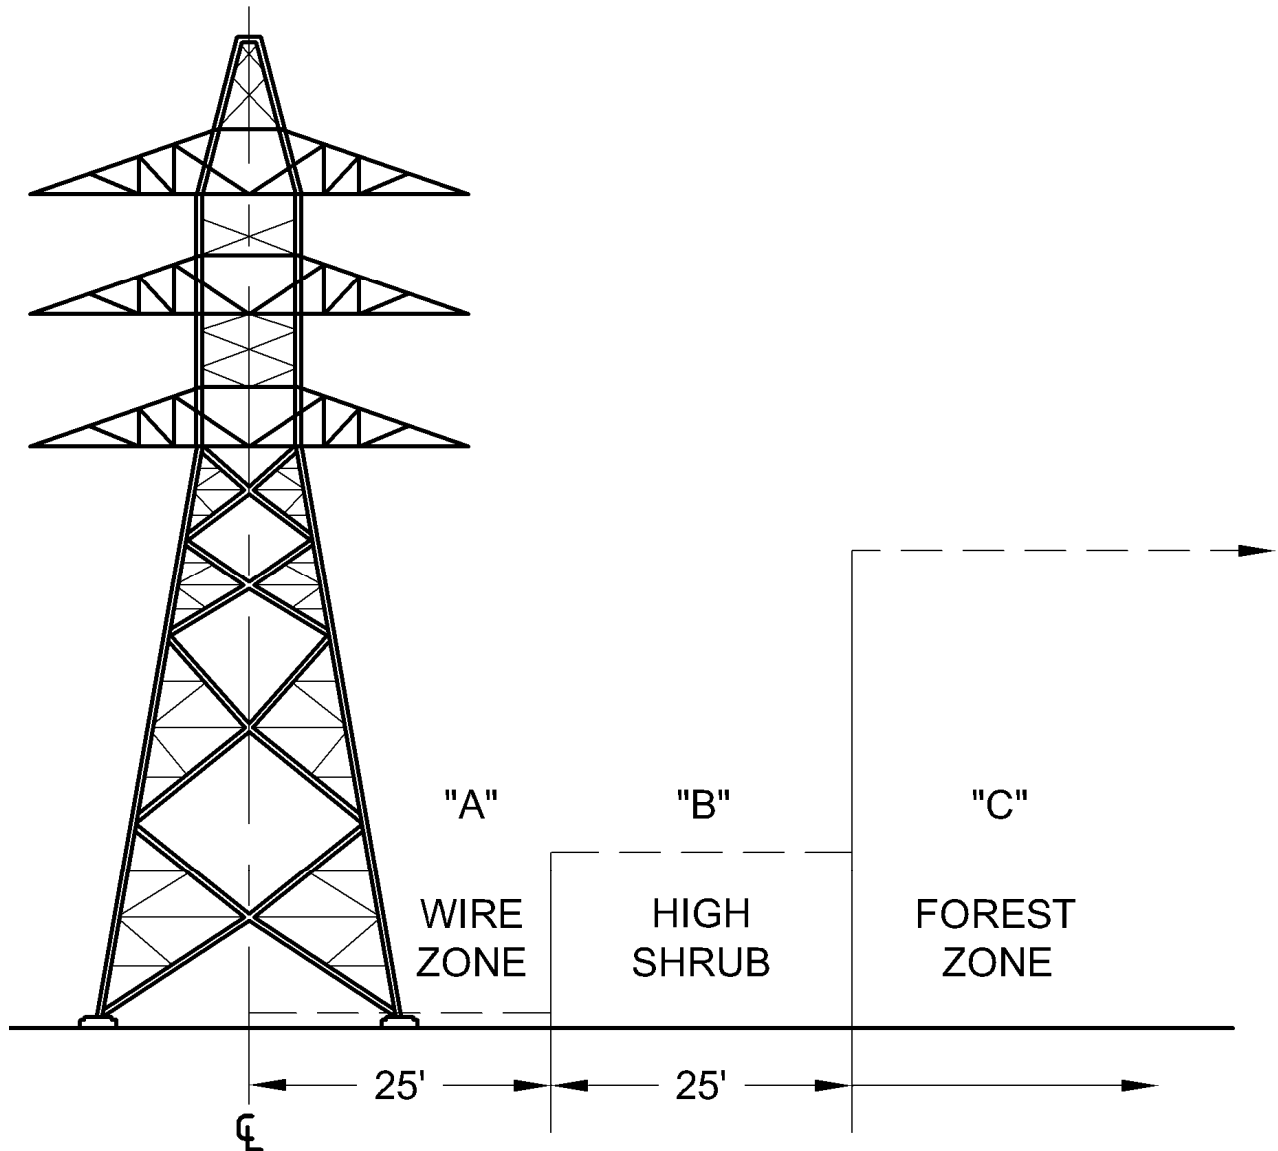 "A" "B" "C"
WIRE HIGH FOREST
ZONE SHRUB ZONE
25' 25'
℄